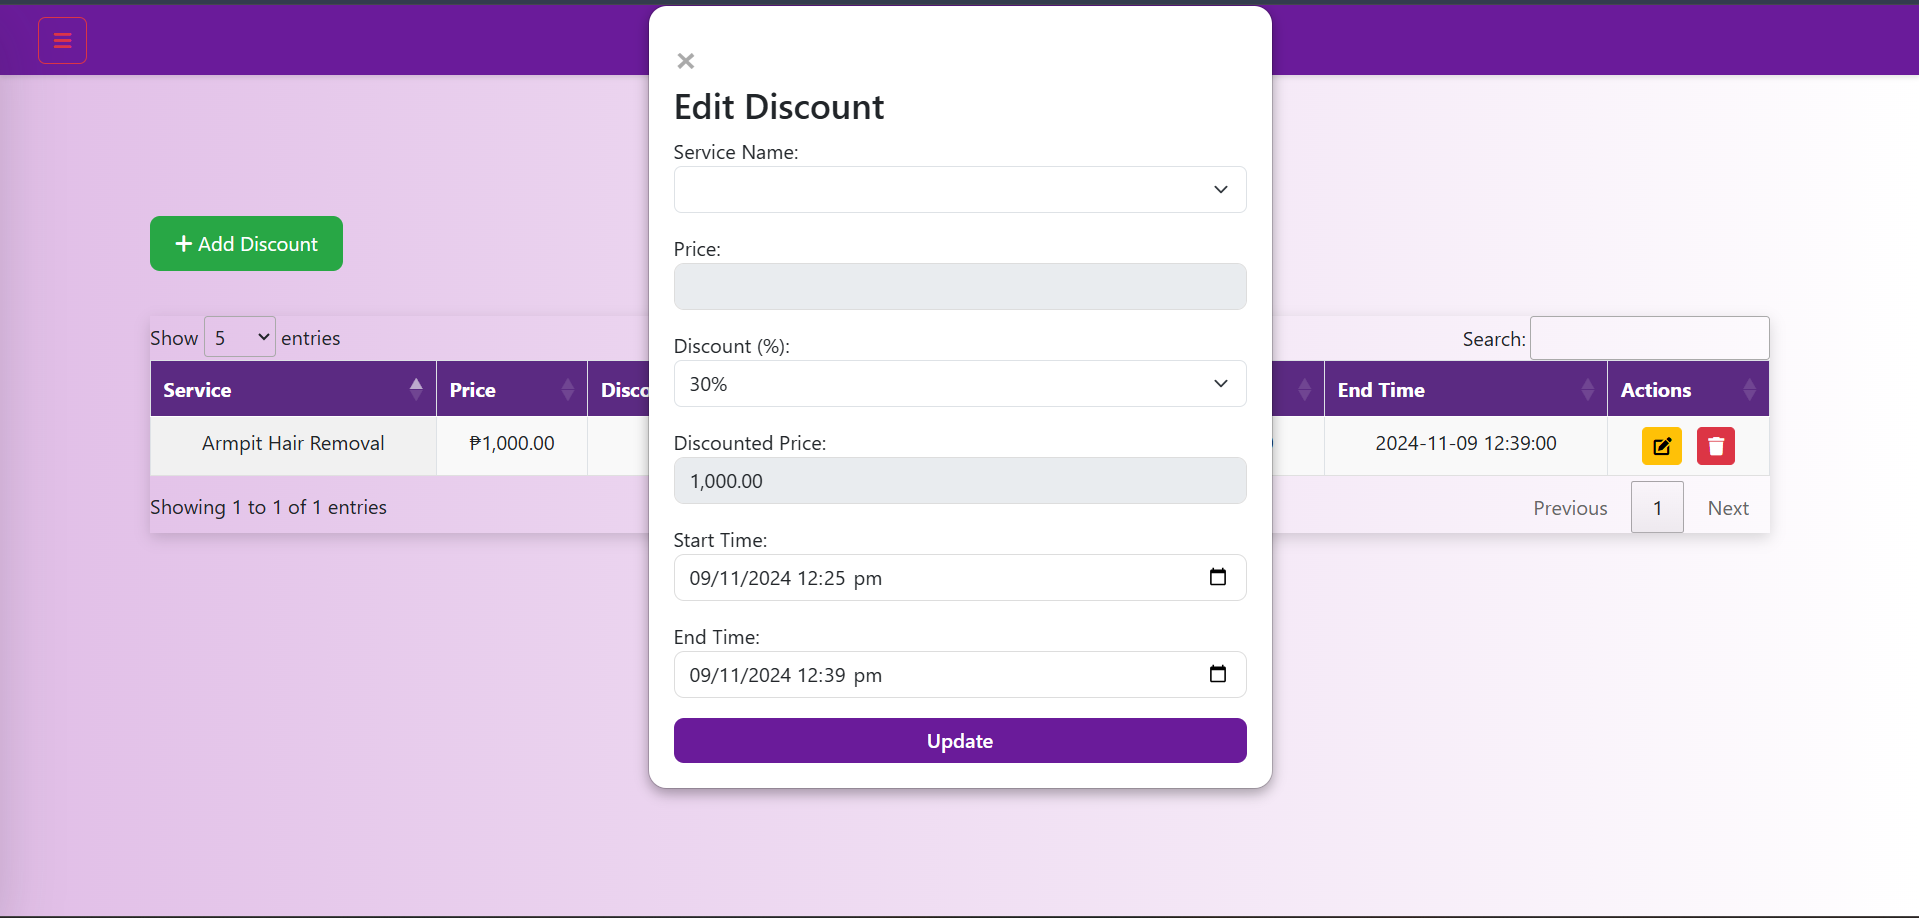 Edit Discount
Service Name:
Price:
Discount (%):
30%
Discounted Price:
1,000.00
Start Time:
09/11/2024 12:25 pm
End Time:
09/11/2024 12:39 pm
Update
Add Discount
Show 5 entries
Search:
Service Price Disco End Time Actions
Armpit Hair Removal ₱1,000.00 2024-11-09 12:39:00
Showing 1 to 1 of 1 entries
Previous 1 Next